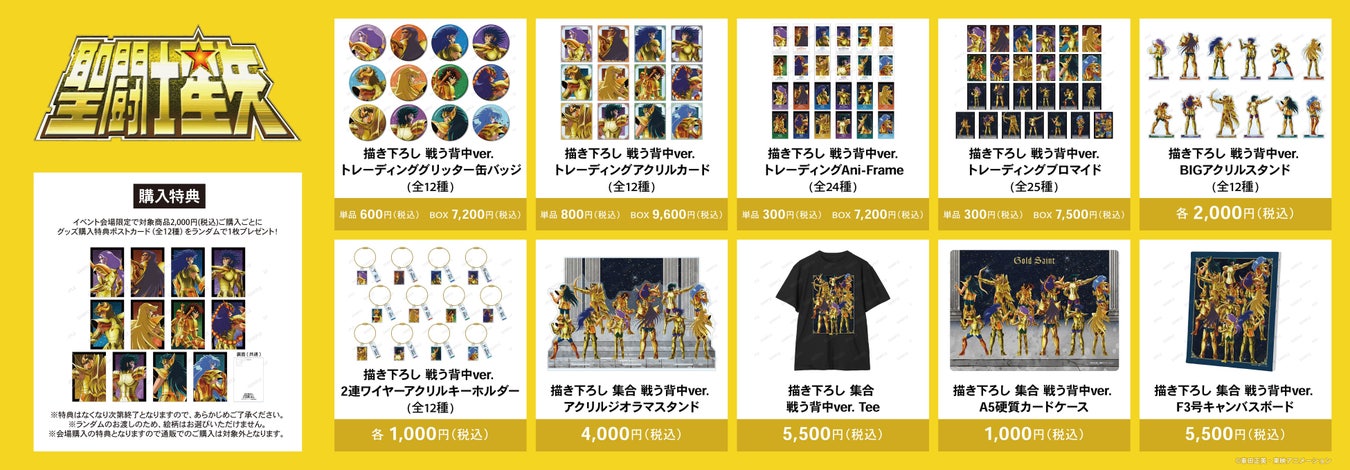 聖闘士星矢
購入特典
イベント会場限定で対象商品2,000円(税込)ご購入ごとに
グッズ購入特典ポストカード(全12種)をランダムで1枚プレゼント!
裏面(共通)
※特典はなくなり次第終了となりますので、あらかじめご了承ください。
※ランダムのお渡しのため、絵柄はお選びいただけません。
※会場購入の特典となりますので通販でのご購入は対象外となります。
描き下ろし 戦う背中ver.
トレーディンググリッター缶バッジ
(全12種)
単品 600円(税込) BOX 7,200円(税込)
描き下ろし 戦う背中ver.
トレーディングアクリルカード
(全12種)
単品 800円(税込) BOX 9,600円(税込)
描き下ろし 戦う背中ver.
トレーディングAni-Frame
(全24種)
単品 300円(税込) BOX 7,200円(税込)
描き下ろし 戦う背中ver.
トレーディングブロマイド
(全25種)
単品 300円(税込) BOX 7,500円(税込)
描き下ろし 戦う背中ver.
BIGアクリルスタンド
(全12種)
各 2,000円(税込)
描き下ろし 戦う背中ver.
2連ワイヤーアクリルキーホルダー
(全12種)
各 1,000円(税込)
描き下ろし 集合 戦う背中ver.
アクリルジオラマスタンド
4,000円(税込)
描き下ろし 集合
戦う背中ver. Tee
5,500円(税込)
Gold Saint
描き下ろし 集合 戦う背中ver.
A5硬質カードケース
1,000円(税込)
描き下ろし 集合 戦う背中ver.
F3号キャンバスボード
5,500円(税込)
©車田正美・東映アニメーション